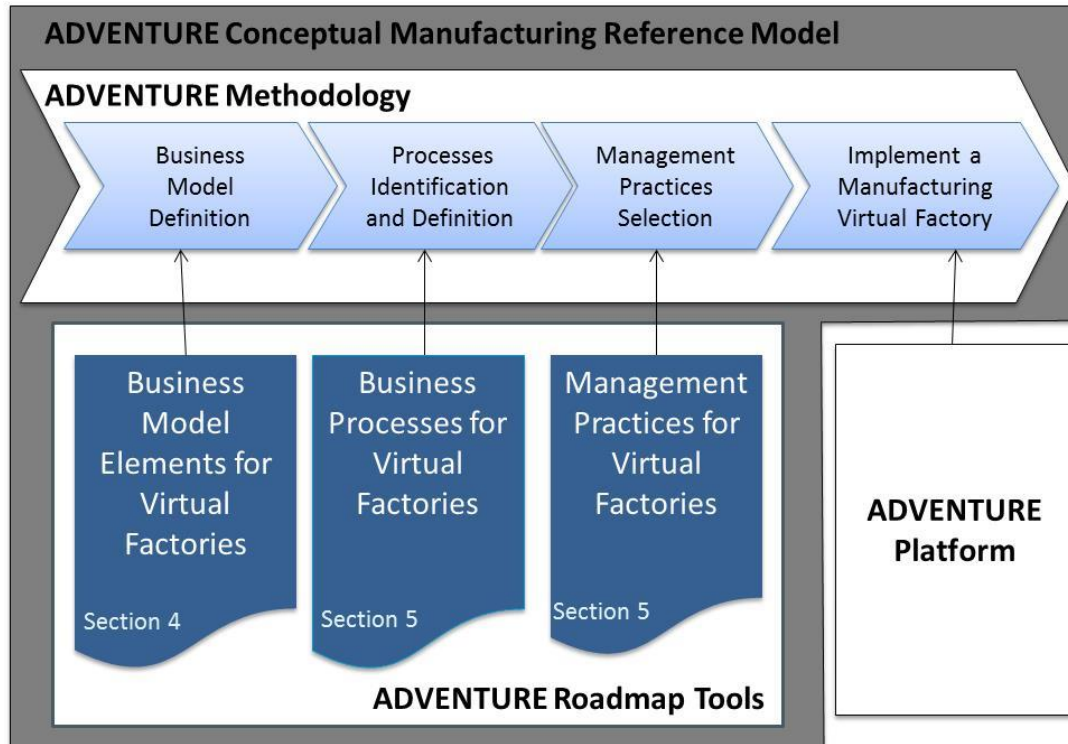 ADVENTURE Conceptual Manufacturing Reference Model
ADVENTURE Methodology
Business
Model
Definition
Processes
Identification
and Definition
Management
Practices
Selection
Implement a
Manufacturing
Virtual Factory
Business
Model
Elements for
Virtual
Factories
Section 4
Business
Processes for
Virtual
Factories
Section 5
Management
Practices for
Virtual
Factories
Section 5
ADVENTURE Roadmap Tools
ADVENTURE
Platform